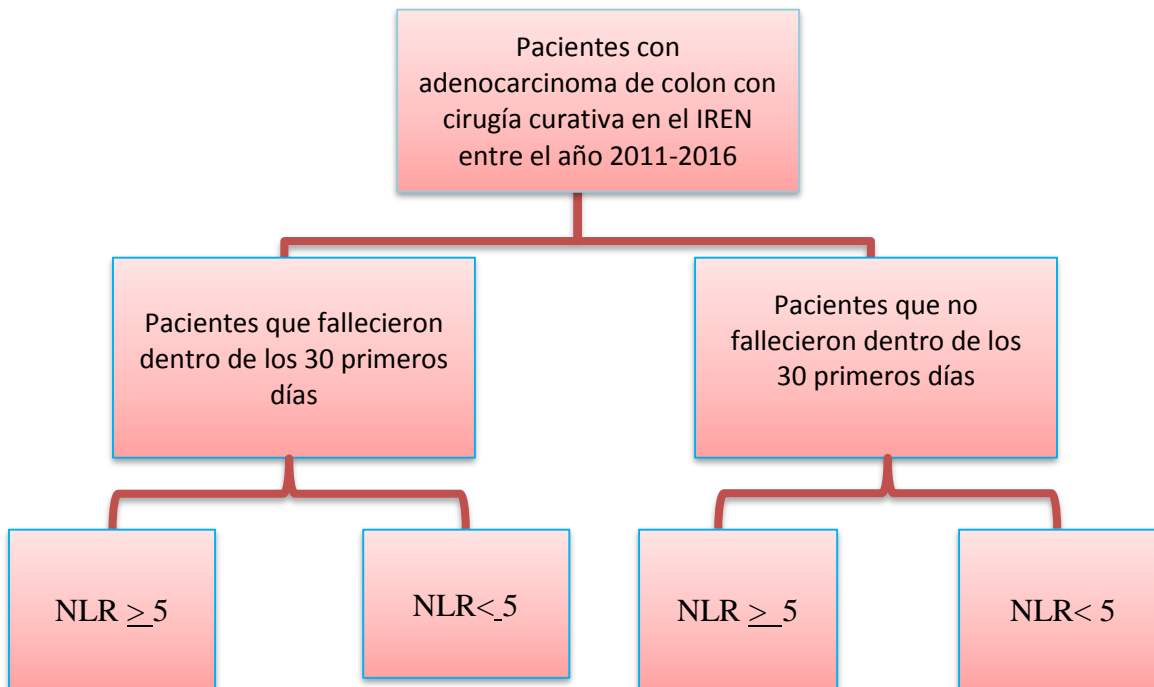 Pacientes con
adenocarcinoma de colon con
cirugía curativa en el IREN
entre el año 2011-2016
Pacientes que fallecieron
dentro de los 30 primeros
días
Pacientes que no
fallecieron dentro de los
30 primeros días
NLR > 5
NLR< 5
NLR > 5
NLR< 5